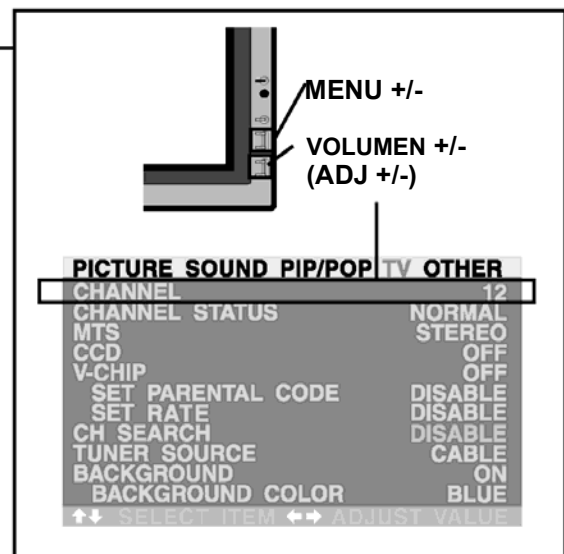 MENU +/-
VOLUMEN +/-
(ADJ +/-)
PICTURE SOUND PIP/POP TV OTHER
CHANNEL 12
CHANNEL STATUS NORMAL
MTS STEREO
CCD OFF
V-CHIP OFF
SET PARENTAL CODE DISABLE
SET RATE DISABLE
CH SEARCH DISABLE
TUNER SOURCE CABLE
BACKGROUND ON
BACKGROUND COLOR BLUE
SELECT ITEM ADJUST VALUE